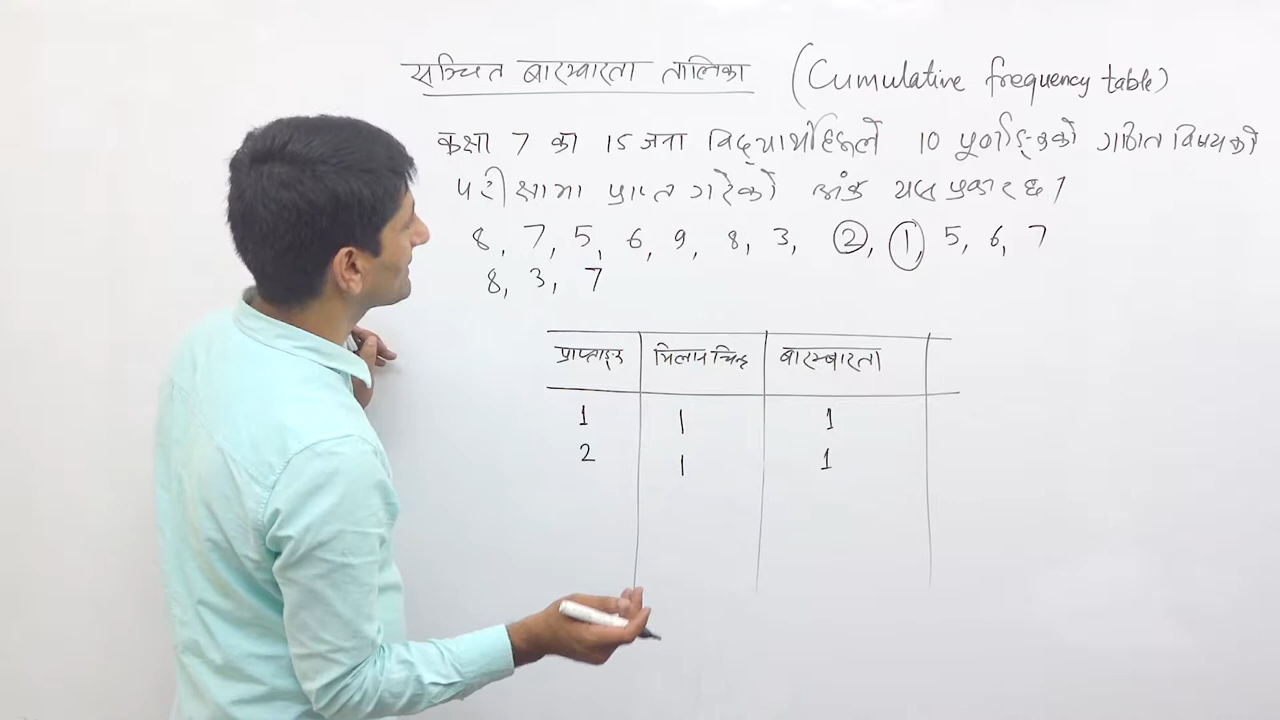 सञ्चित बारम्बारता तालिका (Cumulative frequency table)
कक्षा 7 का 15 जना विद्यार्थीहरूले 10 पूर्णाङ्कको गणित विषयको
परीक्षामा प्राप्त गरेको अंक यस प्रकार छ।
8, 7, 5, 6, 9, 8, 3, 2, 1, 5, 6, 7
8, 3, 7
प्राप्ताङ्क मिलान चिन्ह बारम्बारता
1 | 1
2 | 1